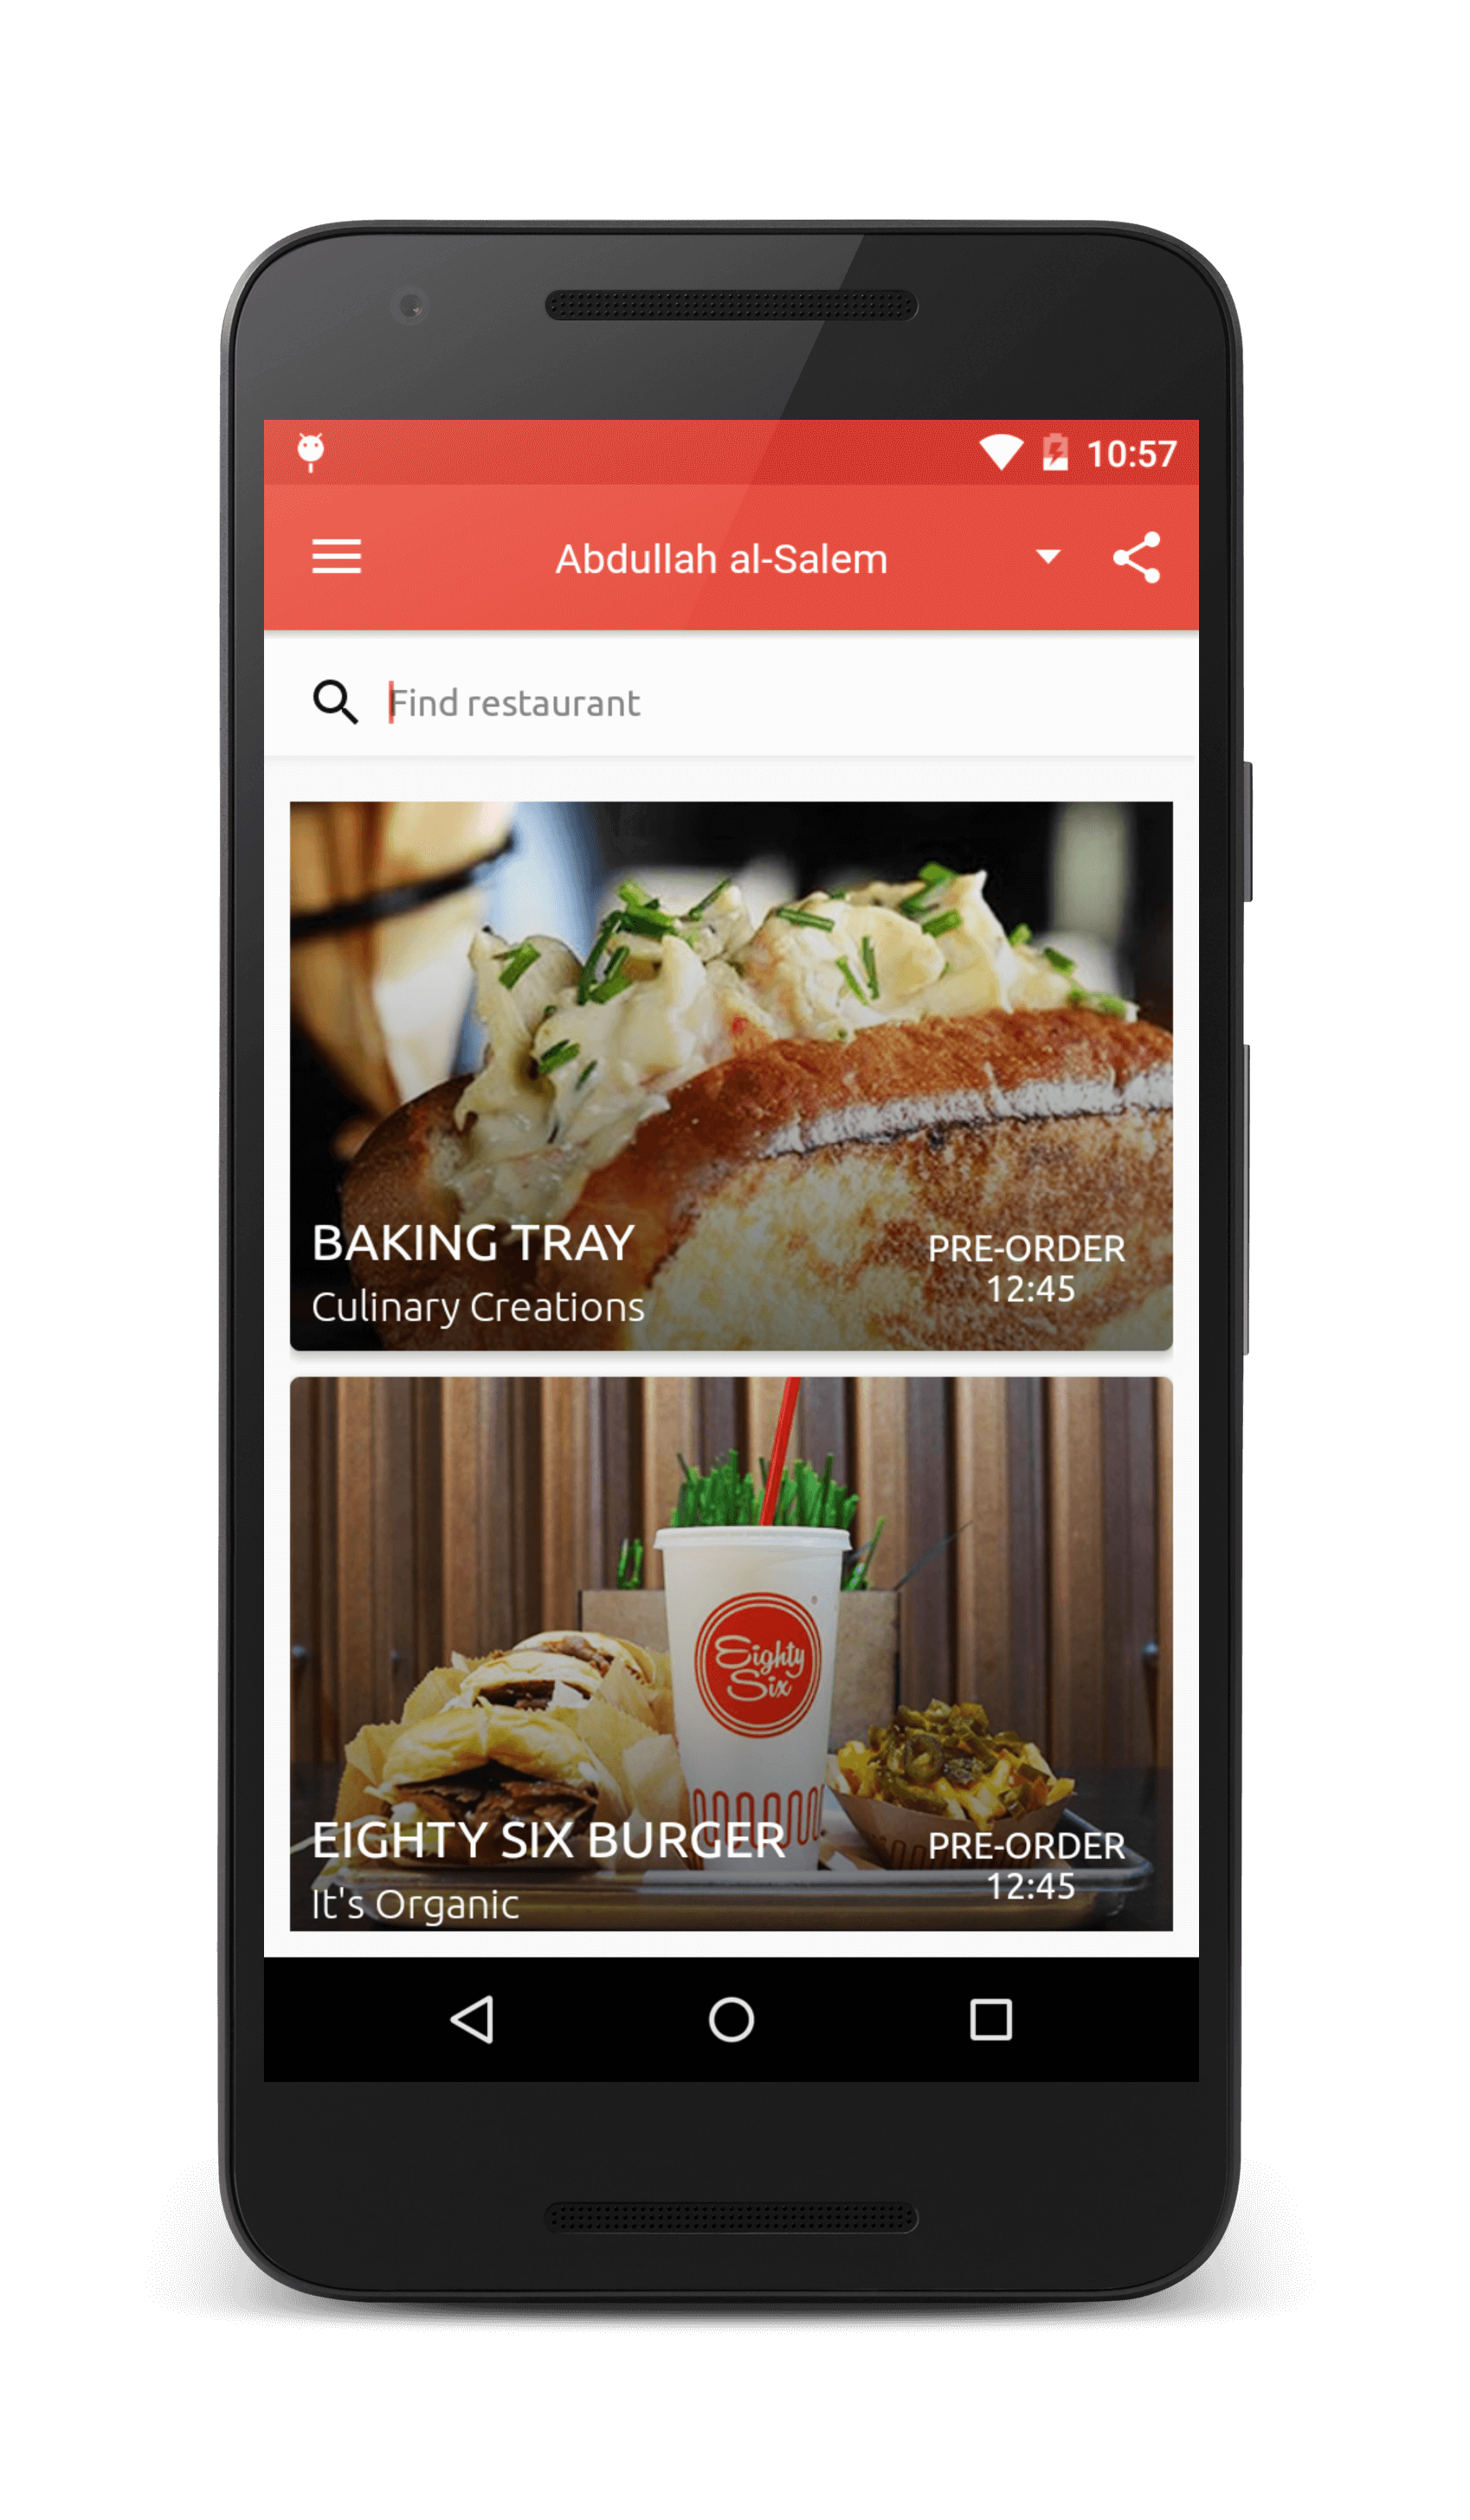 10:57
Abdullah al-Salem
Find restaurant
BAKING TRAY
Culinary Creations
PRE-ORDER
12:45
Eighty
Six
EIGHTY SIX BURGER
It's Organic
PRE-ORDER
12:45